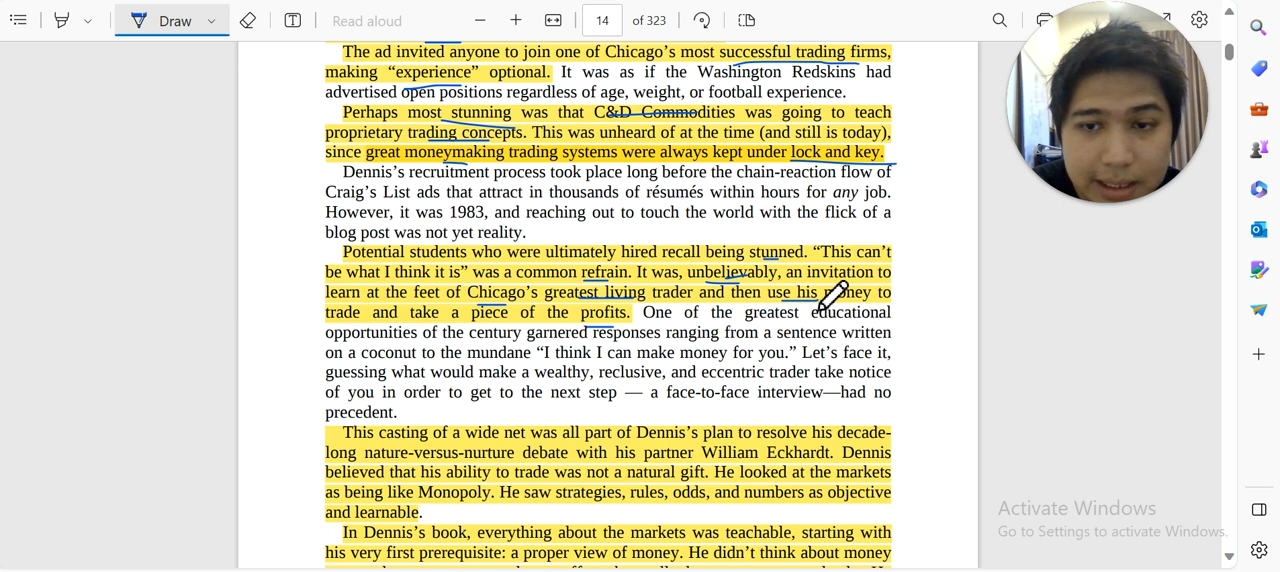 Draw
Read aloud
14
of 323
The ad invited anyone to join one of Chicago's most successful trading firms,
making “experience” optional. It was as if the Washington Redskins had
advertised open positions regardless of age, weight, or football experience.
Perhaps most stunning was that C&D Commodities was going to teach
proprietary trading concepts. This was unheard of at the time (and still is today),
since great moneymaking trading systems were always kept under lock and key.
Dennis's recruitment process took place long before the chain-reaction flow of
Craig's List ads that attract in thousands of résumés within hours for any job.
However, it was 1983, and reaching out to touch the world with the flick of a
blog post was not yet reality.
Potential students who were ultimately hired recall being stunned. “This can't
be what I think it is” was a common refrain. It was, unbelievably, an invitation to
learn at the feet of Chicago's greatest living trader and then use his money to
trade and take a piece of the profits. One of the greatest educational
opportunities of the century garnered responses ranging from a sentence written
on a coconut to the mundane “I think I can make money for you.” Let's face it,
guessing what would make a wealthy, reclusive, and eccentric trader take notice
of you in order to get to the next step — a face-to-face interview—had no
precedent.
This casting of a wide net was all part of Dennis's plan to resolve his decade-
long nature-versus-nurture debate with his partner William Eckhardt. Dennis
believed that his ability to trade was not a natural gift. He looked at the markets
as being like Monopoly. He saw strategies, rules, odds, and numbers as objective
and learnable.
In Dennis's book, everything about the markets was teachable, starting with
his very first prerequisite: a proper view of money. He didn't think about money
Activate Windows
Go to Settings to activate Windows.